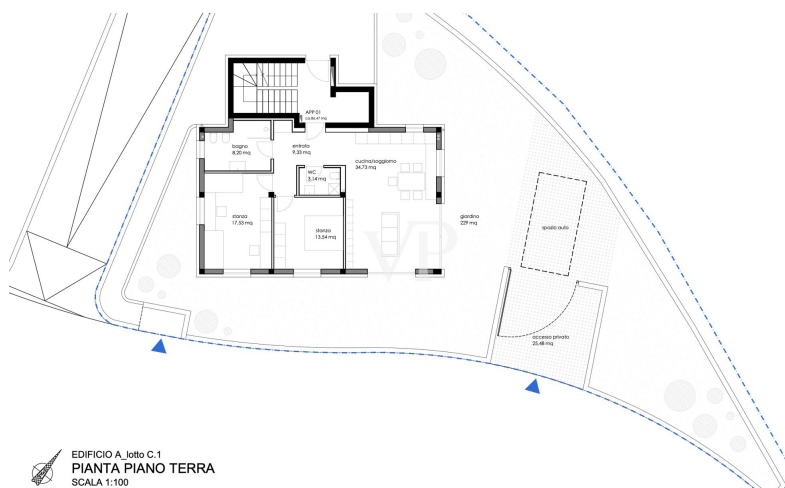 APP 01
bagno
8,20 mq
entrata
9,33 mq
cucina/soggiorno
34,73 mq
WC
3,14 mq
stanza
17,53 mq
stanza
13,54 mq
giardino
229 mq
spazio auto
VP
accesso privato
25,48 mq
EDIFICIO A_lotto C.1
PIANTA PIANO TERRA
SCALA 1:100